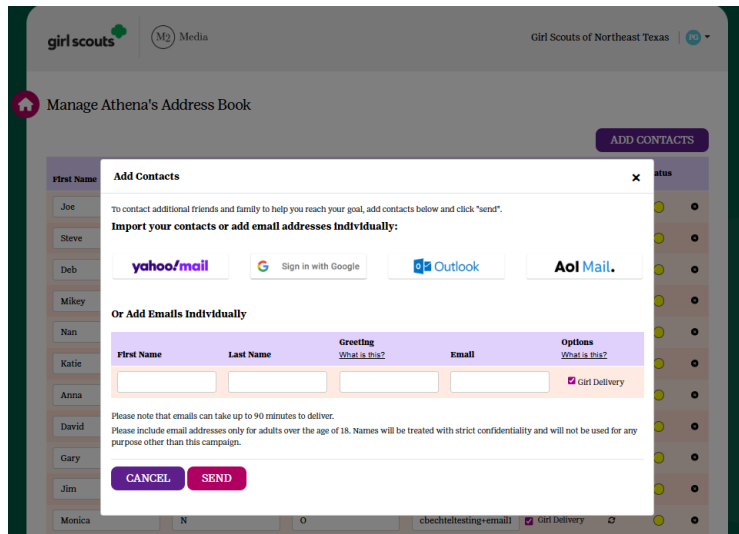 girl scouts
M2 Media
Girl Scouts of Northeast Texas
PG
Manage Athena's Address Book
ADD CONTACTS
First Name
atus
Add Contacts
×
To contact additional friends and family to help you reach your goal, add contacts below and click "send".
Import your contacts or add email addresses individually:
yahoo!mail
G Sign in with Google
Outlook
Aol Mail.
Or Add Emails Individually
First Name
Last Name
Greeting
What is this?
Email
Options
What is this?
Girl Delivery
Please note that emails can take up to 90 minutes to deliver.
Please include email addresses only for adults over the age of 18. Names will be treated with strict confidentiality and will not be used for any
purpose other than this campaign.
CANCEL
SEND
Joe
Steve
Deb
Mikey
Nan
Katie
Anna
David
Gary
Jim
Monica N O cbechteltesting+email1 Girl Delivery